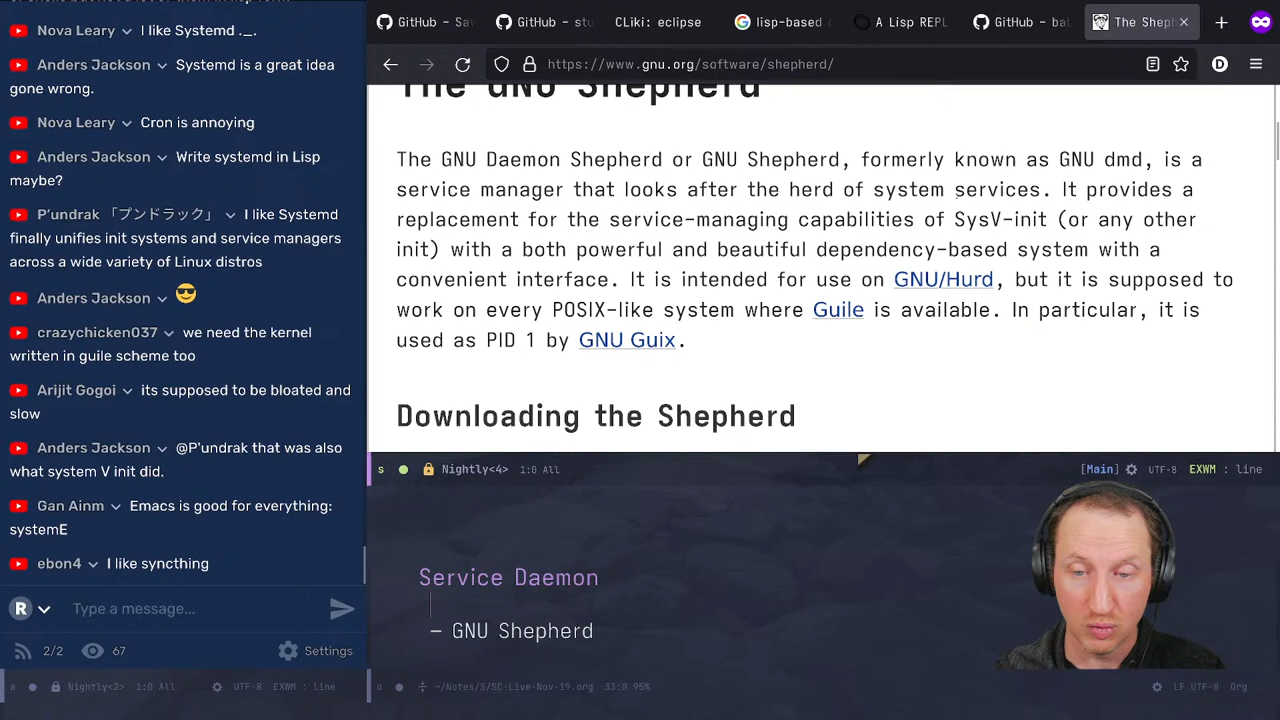 Nova Leary I like Systemd ._.
Anders Jackson Systemd is a great idea
gone wrong.
Nova Leary Cron is annoying
Anders Jackson Write systemd in Lisp
maybe?
P'undrak 「プンドラック」 I like Systemd
finally unifies init systems and service managers
across a wide variety of Linux distros
Anders Jackson 😎
crazychicken037 we need the kernel
written in guile scheme too
Arijit Gogoi its supposed to be bloated and
slow
Anders Jackson @P'undrak that was also
what system V init did.
Gan Ainm Emacs is good for everything:
systemE
ebon4 I like syncthing
R Type a message...
2/2 67 Settings
Nightly<2> 1:0 All UTF-8 EXWM : line
GitHub - Sav GitHub - stu CLiki: eclipse lisp-based A Lisp REPL GitHub - bal The Sheph
https://www.gnu.org/software/shepherd/
The GNU Shepherd
The GNU Daemon Shepherd or GNU Shepherd, formerly known as GNU dmd, is a
service manager that looks after the herd of system services. It provides a
replacement for the service-managing capabilities of SysV-init (or any other
init) with a both powerful and beautiful dependency-based system with a
convenient interface. It is intended for use on GNU/Hurd, but it is supposed to
work on every POSIX-like system where Guile is available. In particular, it is
used as PID 1 by GNU Guix.
Downloading the Shepherd
s Nightly<4> 1:0 All [Main] UTF-8 EXWM : line
Service Daemon
– GNU Shepherd
d ~/Notes/S/SC-Live-Nov-19.org 33:0 95% LF UTF-8 Org